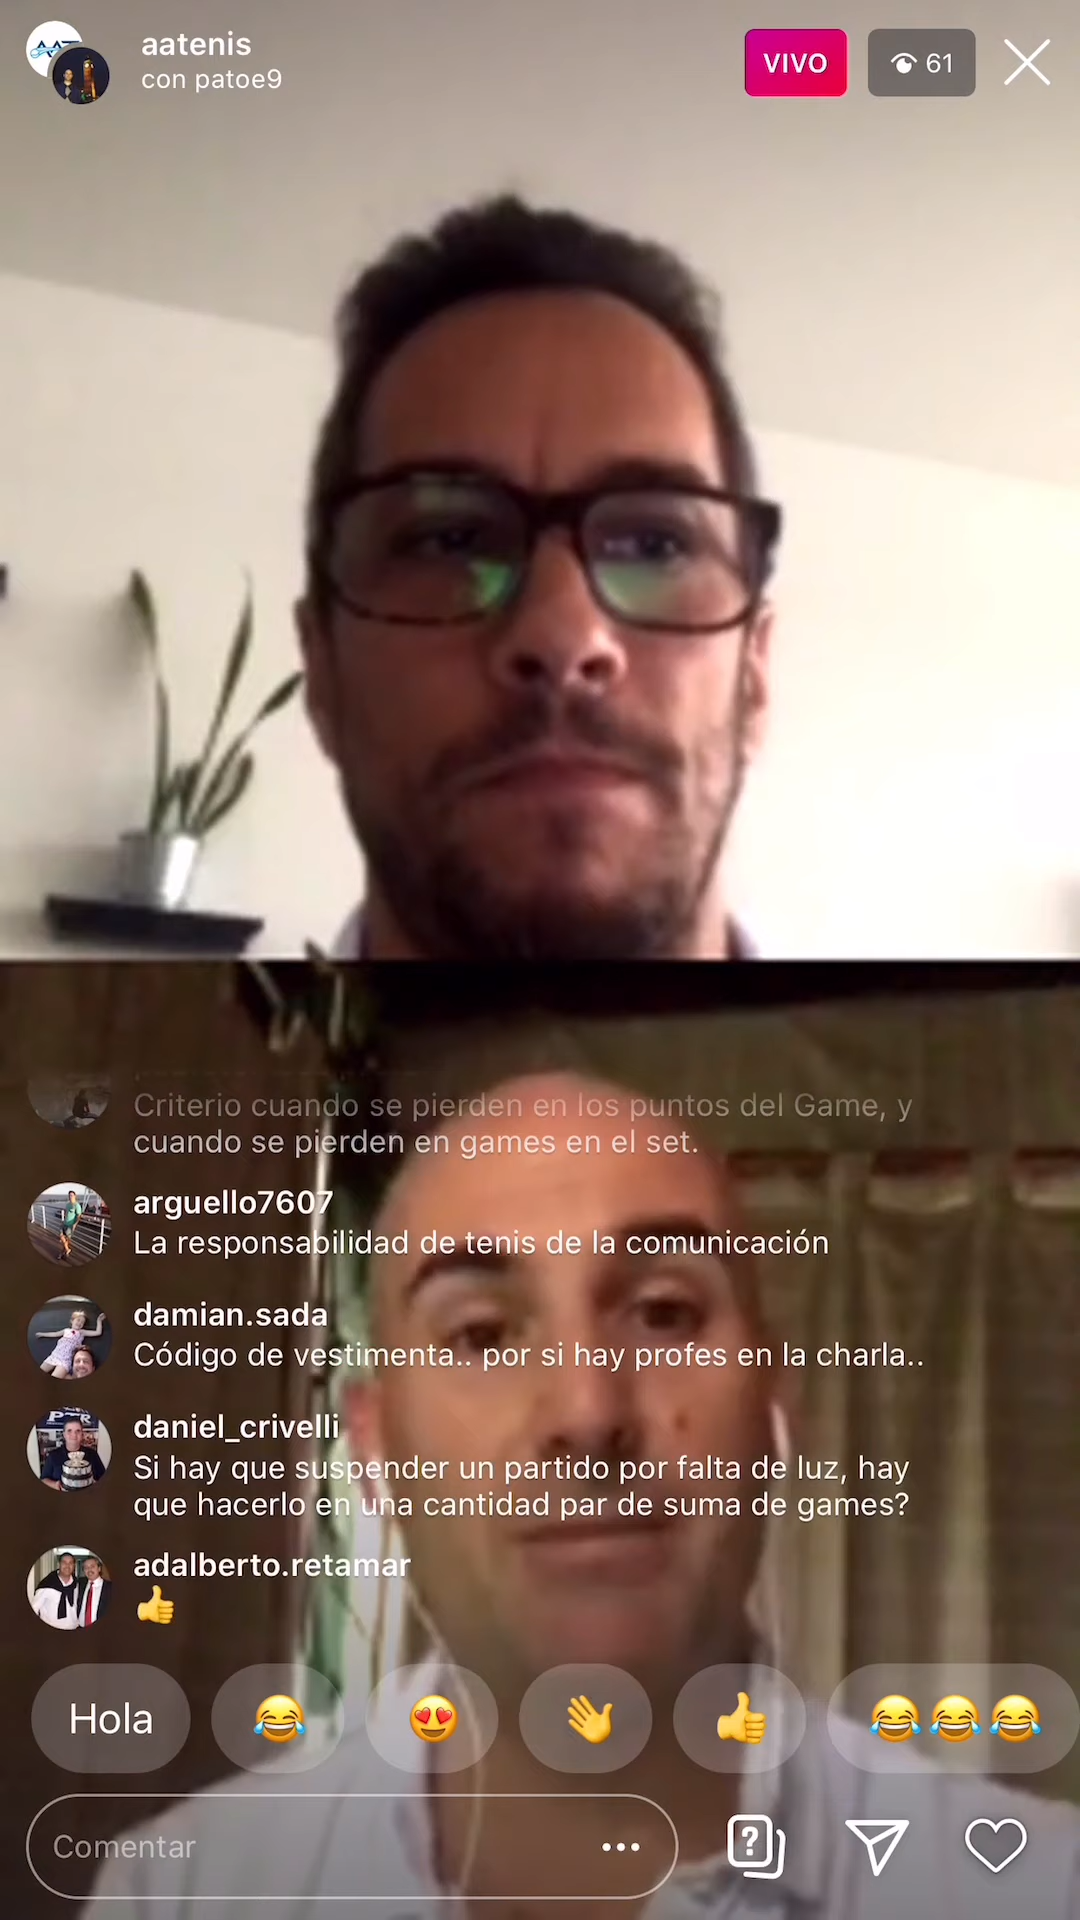 aatenis
con patoe9
VIVO
61
Criterio cuando se pierden en los puntos del Game, y
cuando se pierden en games en el set.
arguello7607
La responsabilidad de tenis de la comunicación
damian.sada
Código de vestimenta.. por si hay profes en la charla..
daniel_crivelli
Si hay que suspender un partido por falta de luz, hay
que hacerlo en una cantidad par de suma de games?
adalberto.retamar
👍
Hola
😂
😍
👋
👍
😂😂😂
Comentar